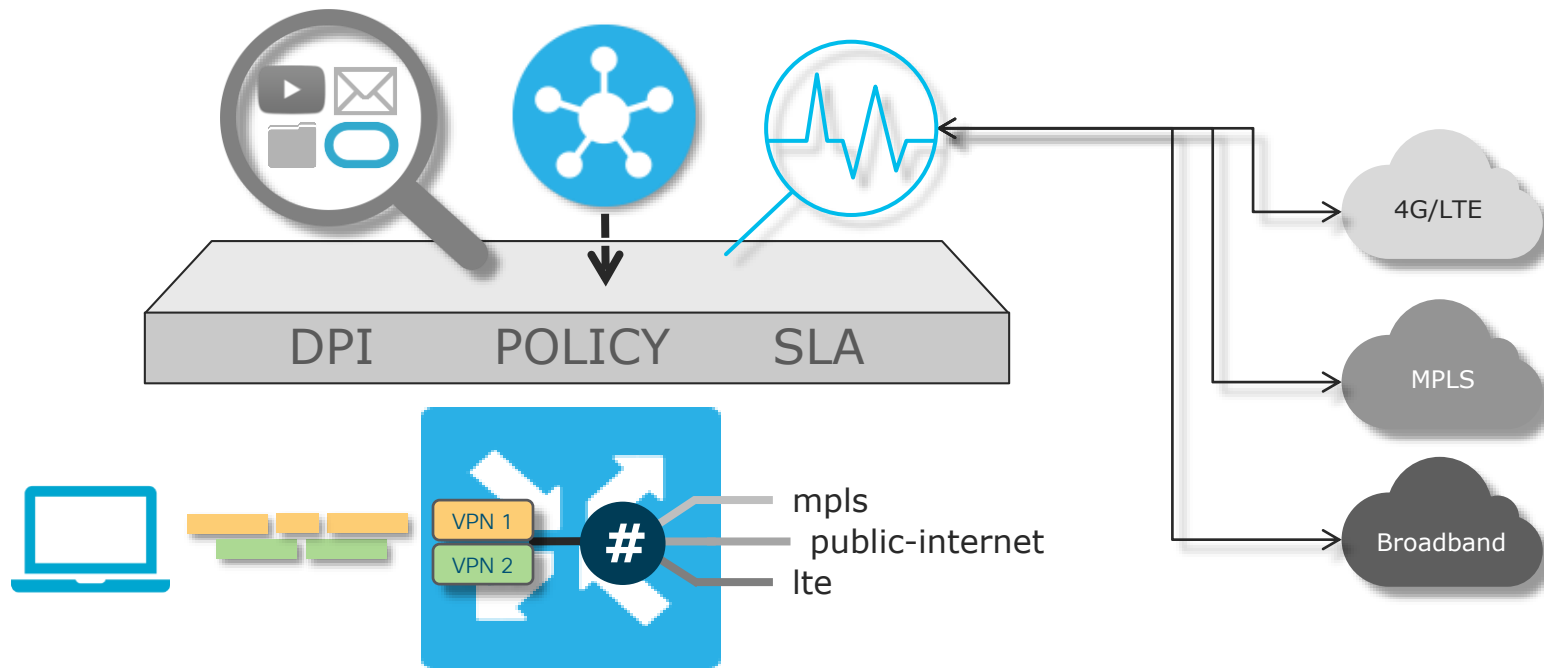 4G/LTE
DPI POLICY SLA
MPLS
VPN 1
VPN 2
#
mpls
public-internet
lte
Broadband